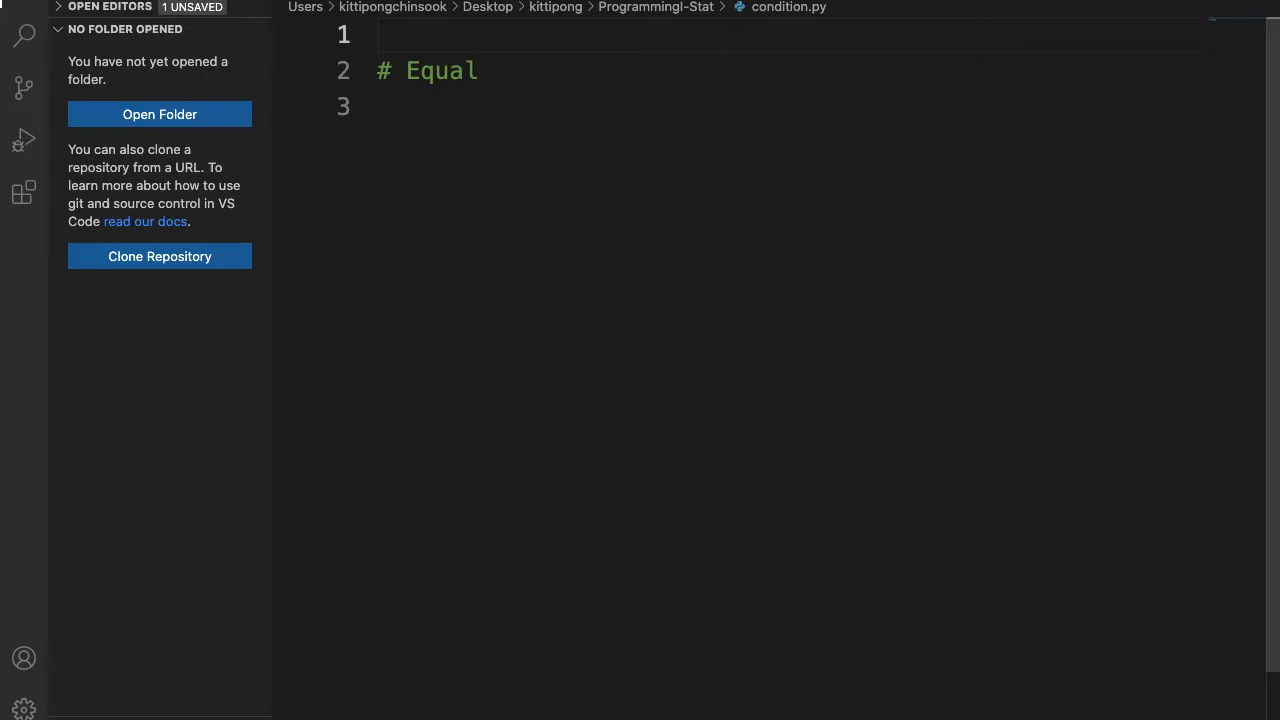 OPEN EDITORS 1 UNSAVED
NO FOLDER OPENED
You have not yet opened a
folder.
Open Folder
You can also clone a
repository from a URL. To
learn more about how to use
git and source control in VS
Code read our docs.
Clone Repository
Users > kittipongchinsook > Desktop > kittipong > ProgrammingI-Stat > condition.py
1
2 # Equal
3